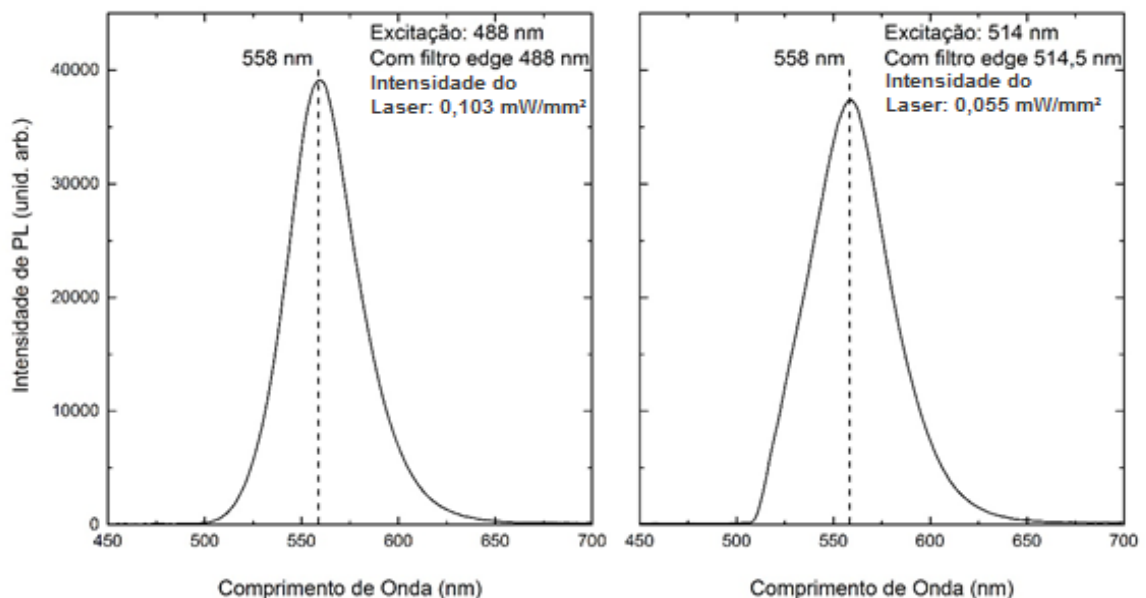 Intensidade de PL (unid. arb.)
40000
30000
20000
10000
0
558 nm
Excitação: 488 nm
Com filtro edge 488 nm
Intensidade do
Laser: 0,103 mW/mm²
450 500 550 600 650 700
Comprimento de Onda (nm)
558 nm
Excitação: 514 nm
Com filtro edge 514,5 nm
Intensidade do
Laser: 0,055 mW/mm²
450 500 550 600 650 700
Comprimento de Onda (nm)